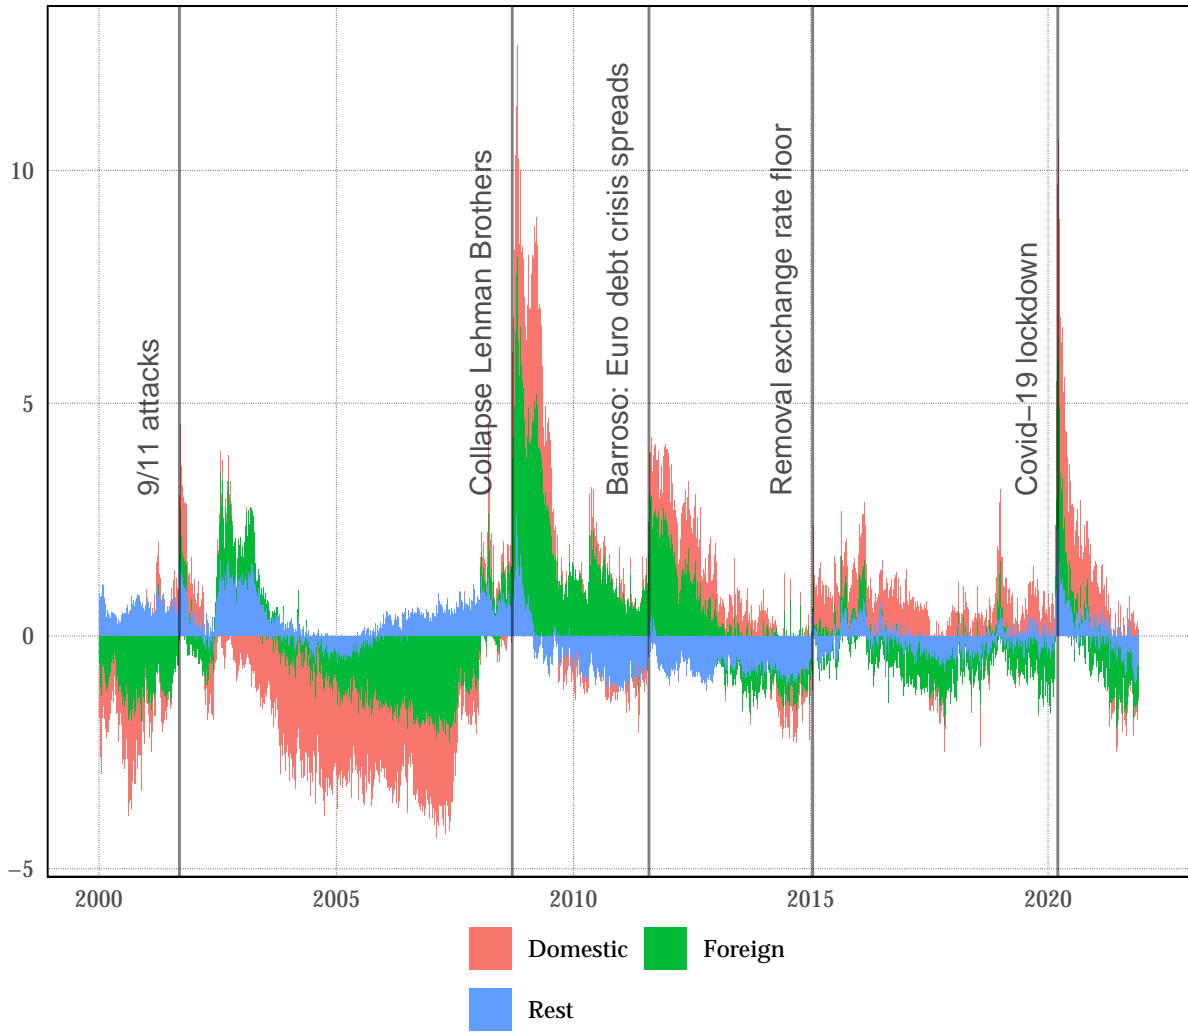 10
5
0
−5
9/11 attacks
Collapse Lehman Brothers
Barroso: Euro debt crisis spreads
Removal exchange rate floor
Covid−19 lockdown
2000 2005 2010 2015 2020
Domestic Foreign
Rest